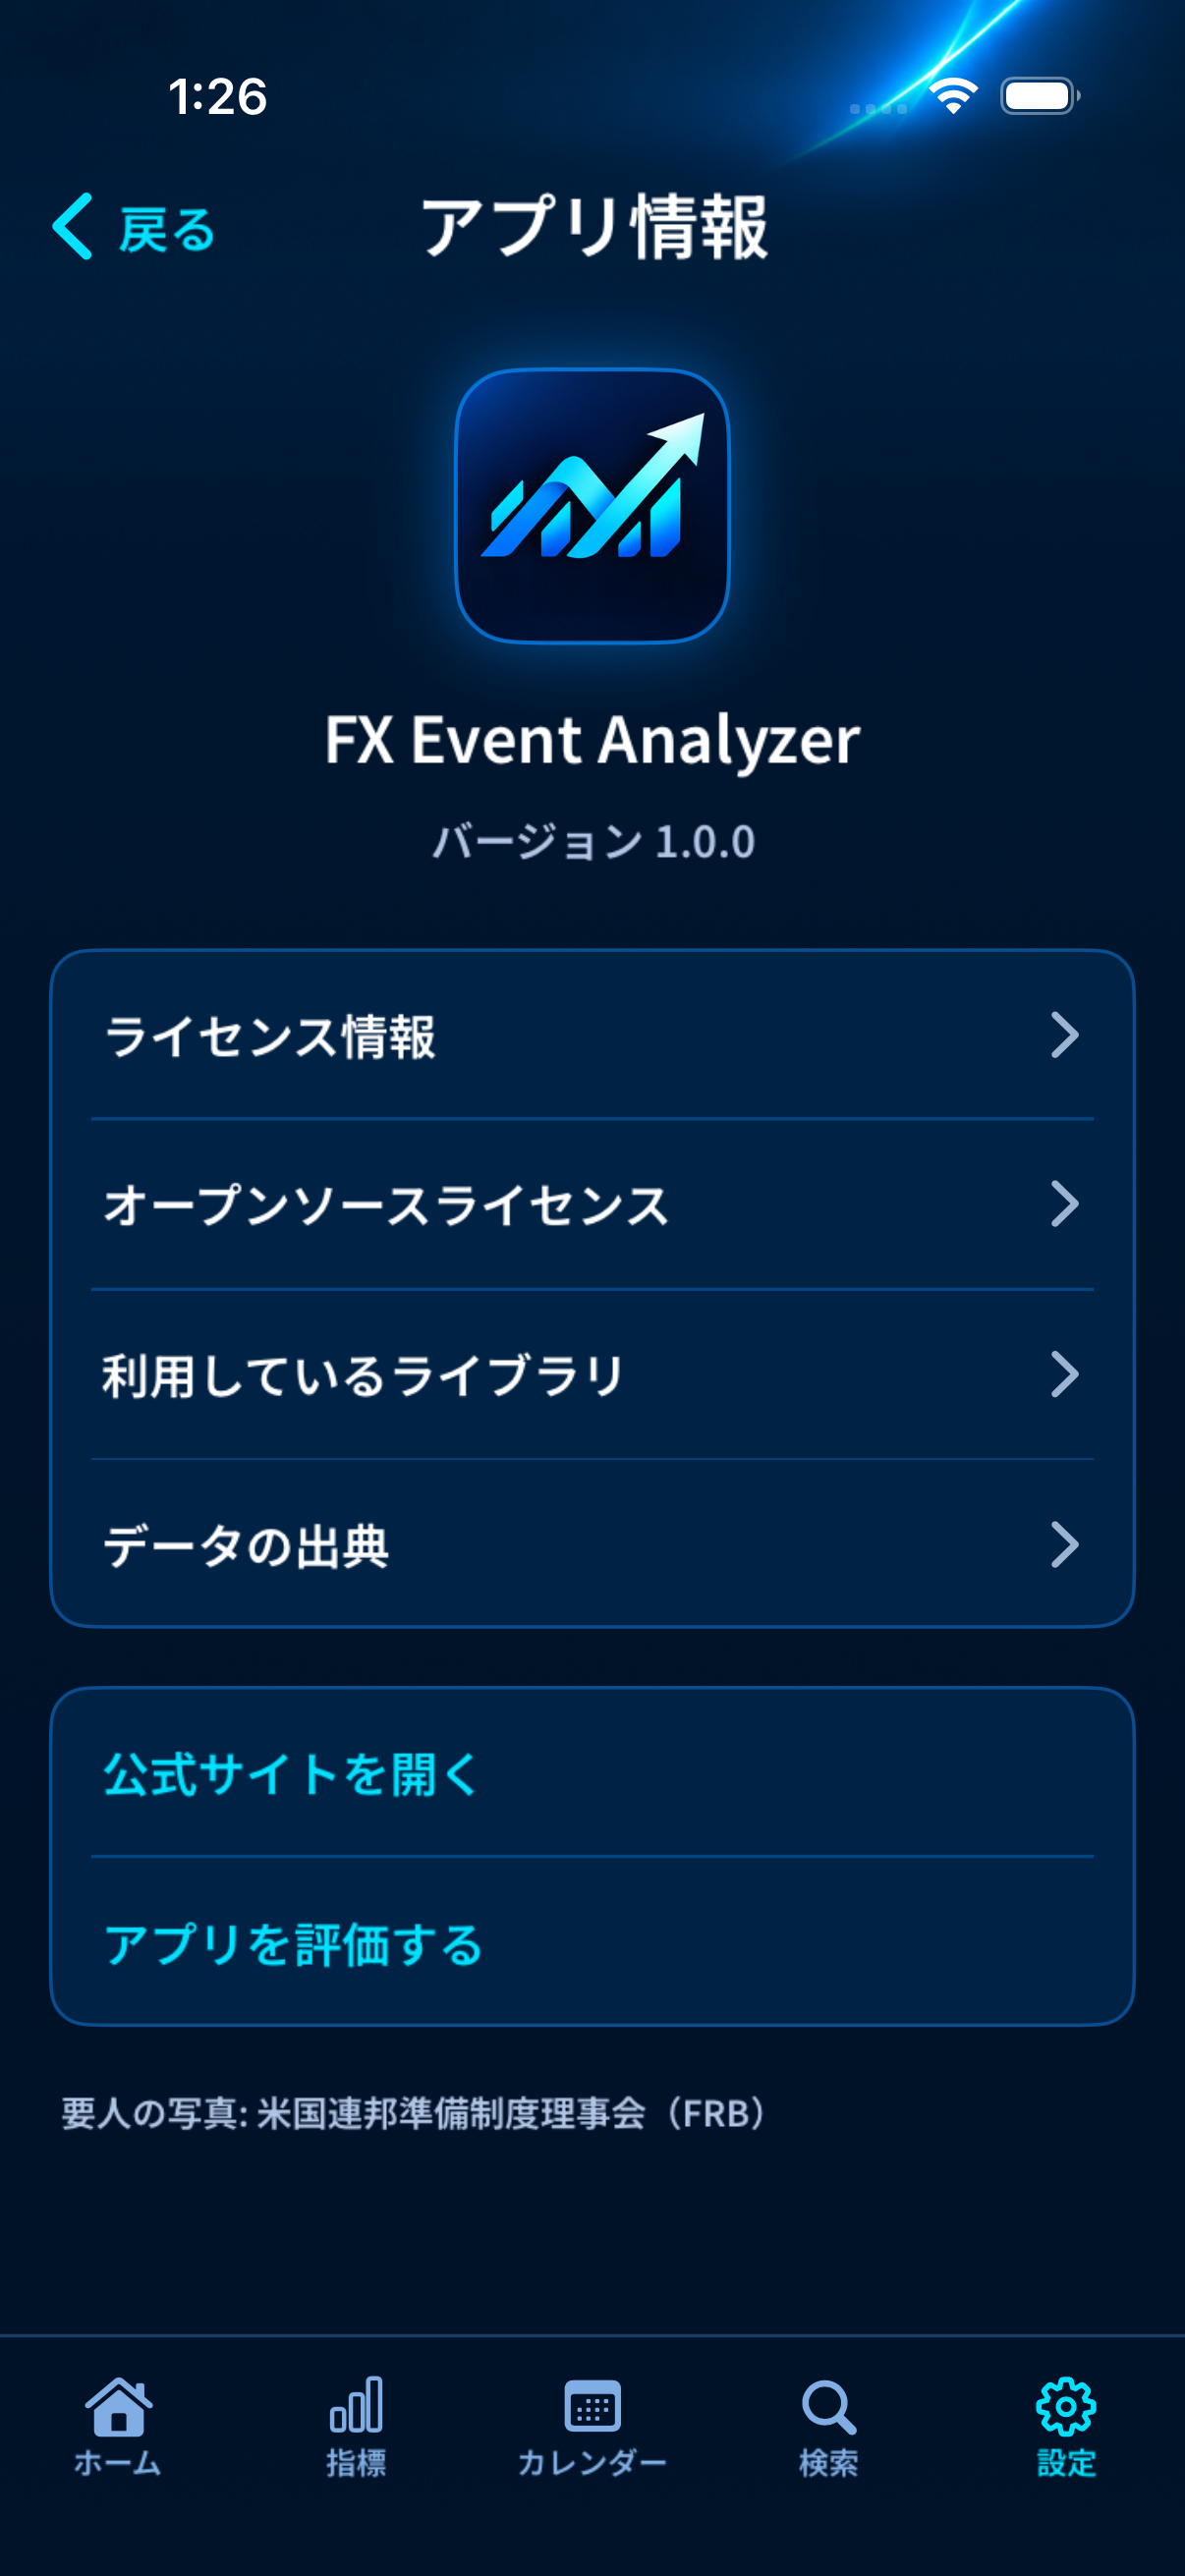 1:26
戻る
アプリ情報
FX Event Analyzer
バージョン 1.0.0
ライセンス情報
オープンソースライセンス
利用しているライブラリ
データの出典
公式サイトを開く
アプリを評価する
要人の写真: 米国連邦準備制度理事会（FRB）
ホーム
指標
カレンダー
検索
設定